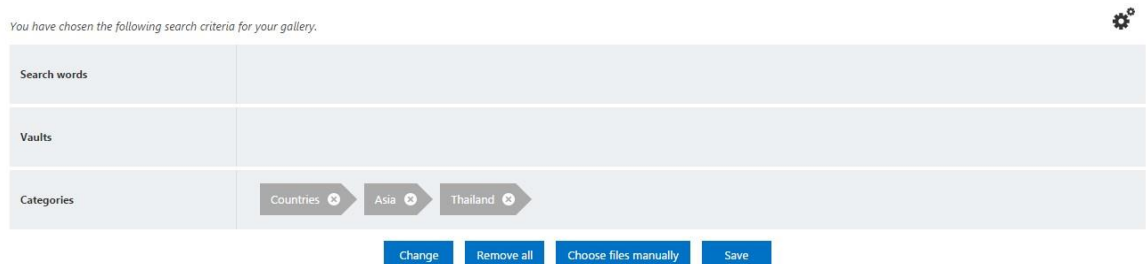 You have chosen the following search criteria for your gallery.
Search words
Vaults
Categories Countries Asia Thailand
Change Remove all Choose files manually Save